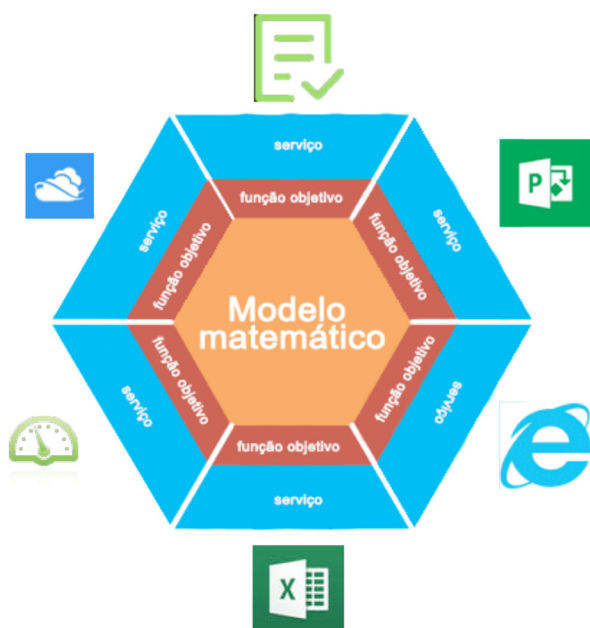 serviço
função objetivo
serviço
função objetivo
função objetivo
serviço
Modelo
matemático
serviço
função objetivo
função objetivo
serviço
função objetivo
serviço
P
X